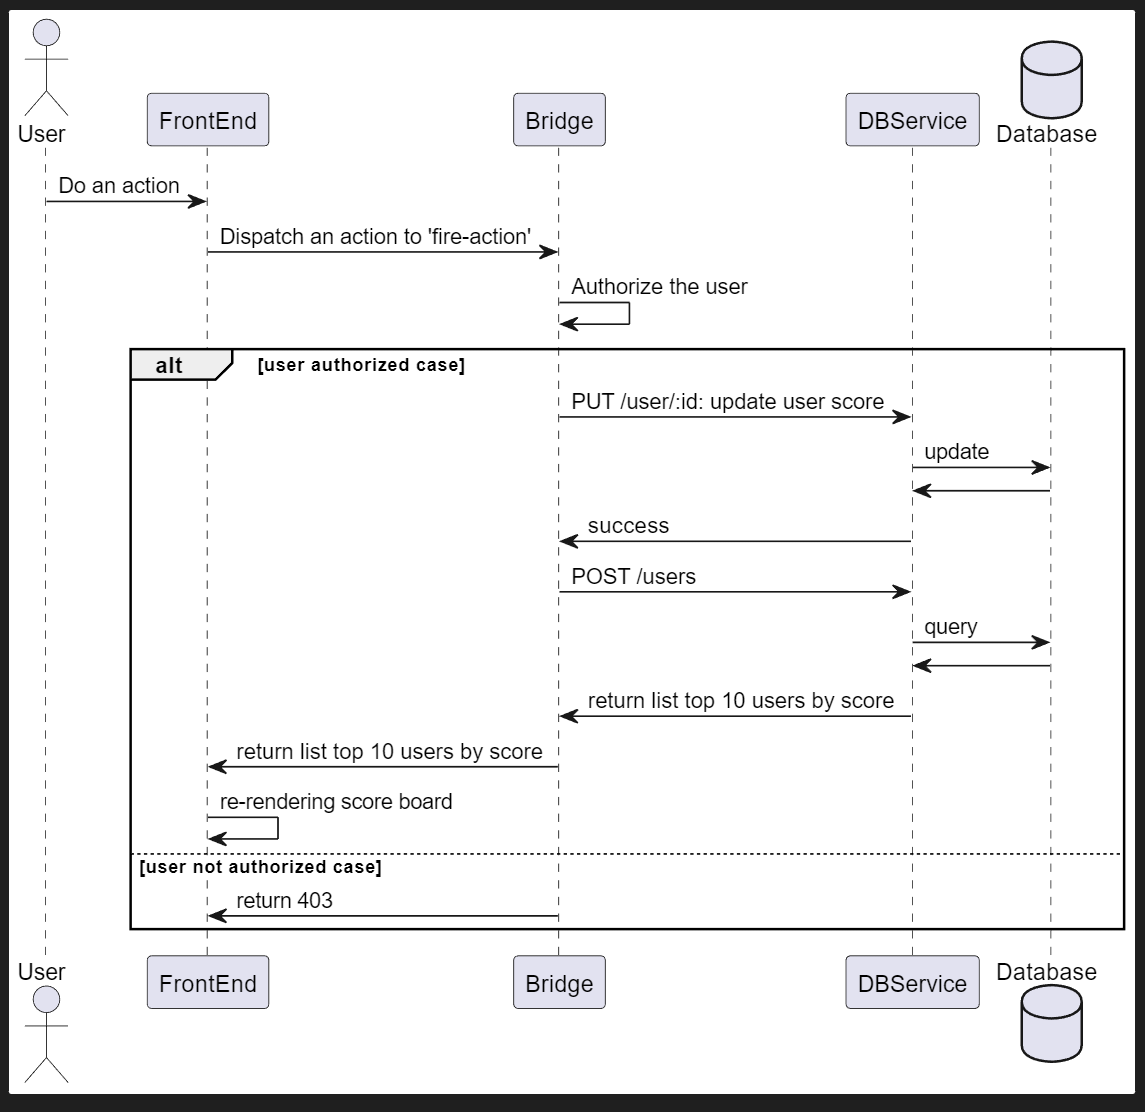 User
FrontEnd
Bridge
DBService
Database
Do an action
Dispatch an action to 'fire-action'
Authorize the user
alt
[user authorized case]
PUT /user/:id: update user score
update
success
POST /users
query
return list top 10 users by score
return list top 10 users by score
re-rendering score board
[user not authorized case]
return 403
User
FrontEnd
Bridge
DBService
Database